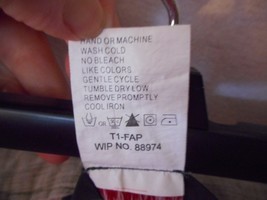 HAND OR MACHINE
WASH COLD
NO BLEACH
LIKE COLORS
GENTLE CYCLE
TUMBLE DRY LOW
REMOVE PROMPTLY
COOL IRON
OR
T1-FAP
WIP NO. 88974